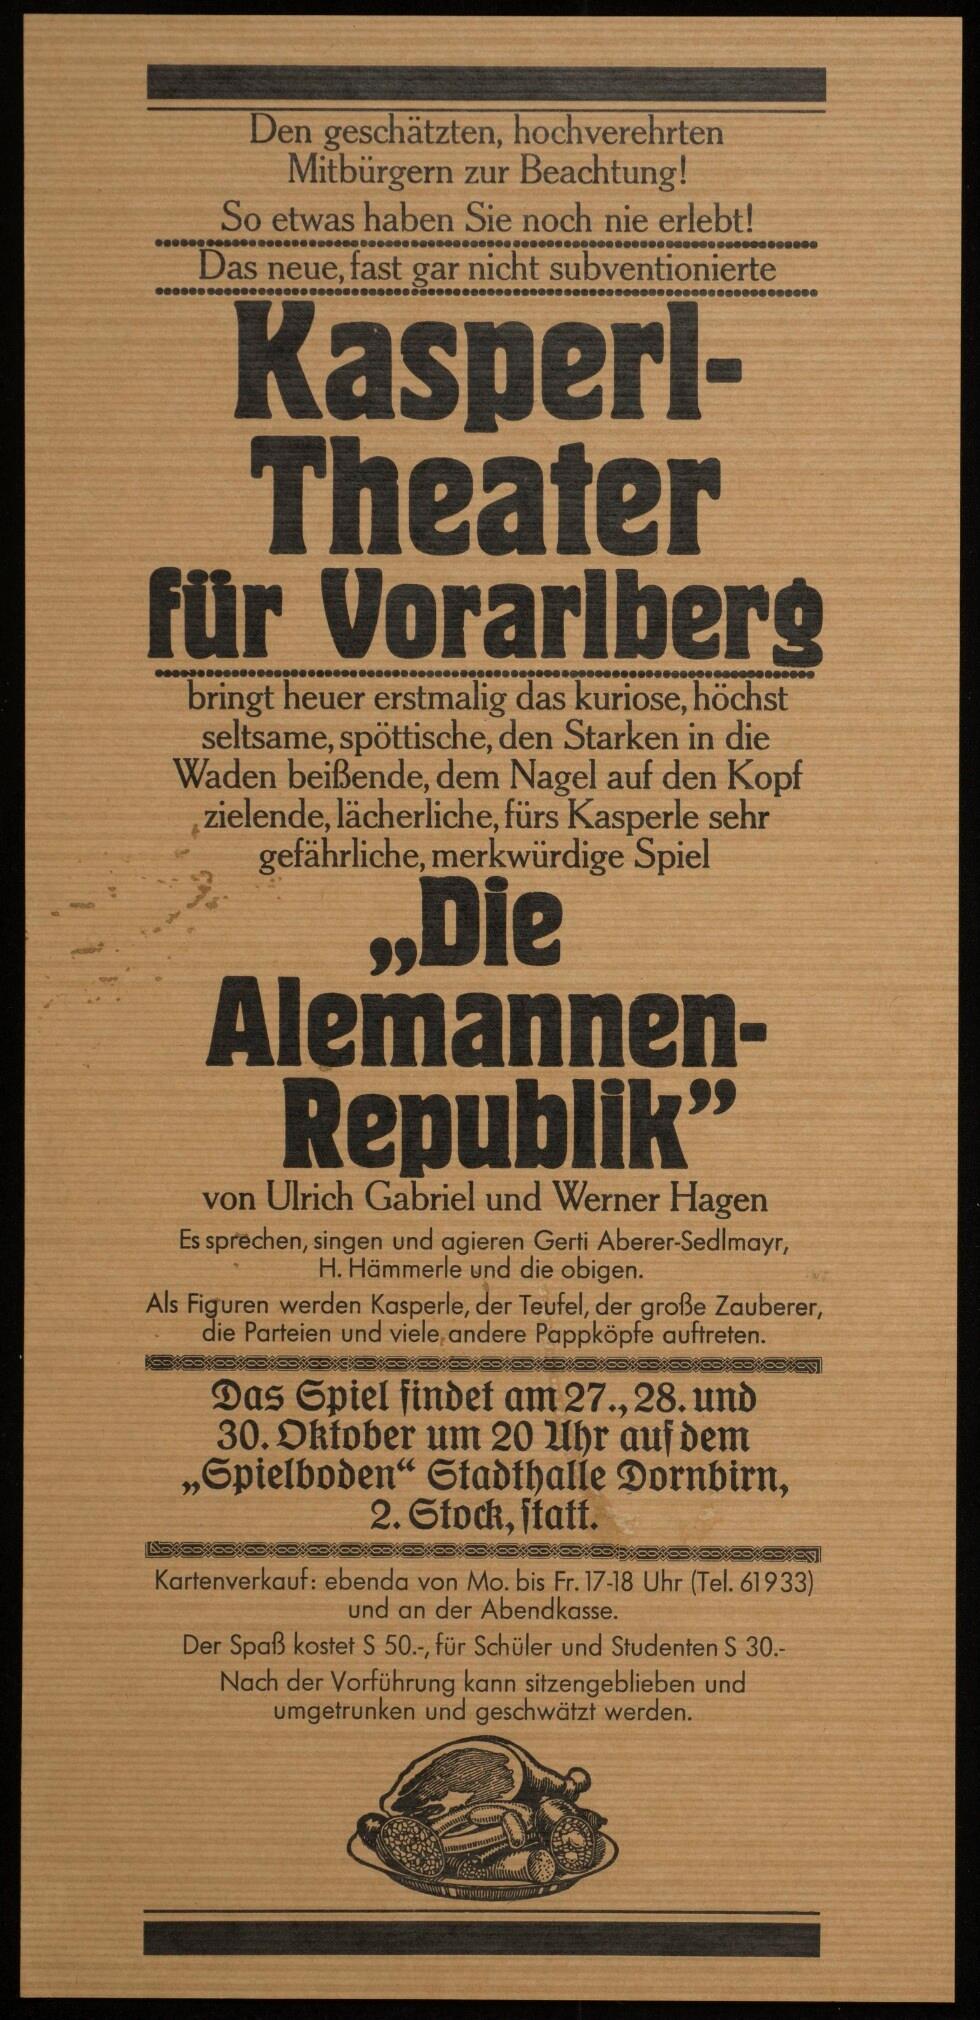 Den geschätzten, hochverehrten
Mitbürgern zur Beachtung!
So etwas haben Sie noch nie erlebt!
Das neue, fast gar nicht subventionierte
Kasperl-
Theater
für Vorarlberg
bringt heuer erstmalig das kuriose, höchst
seltsame, spöttische, den Starken in die
Waden beißende, dem Nagel auf den Kopf
zielende, lächerliche, fürs Kasperle sehr
gefährliche, merkwürdige Spiel
„Die
Alemannen-
Republik”
von Ulrich Gabriel und Werner Hagen
Es sprechen, singen und agieren Gerti Aberer-Sedlmayr,
H. Hämmerle und die obigen.
Als Figuren werden Kasperle, der Teufel, der große Zauberer,
die Parteien und viele andere Pappköpfe auftreten.
Das Spiel findet am 27., 28. und
30. Oktober um 20 Uhr auf dem
„Spielboden“ Stadthalle Dornbirn,
2. Stock, statt.
Kartenverkauf: ebenda von Mo. bis Fr. 17-18 Uhr (Tel. 61933)
und an der Abendkasse.
Der Spaß kostet S 50.-, für Schüler und Studenten S 30.-
Nach der Vorführung kann sitzengeblieben und
umgetrunken und geschwätzt werden.